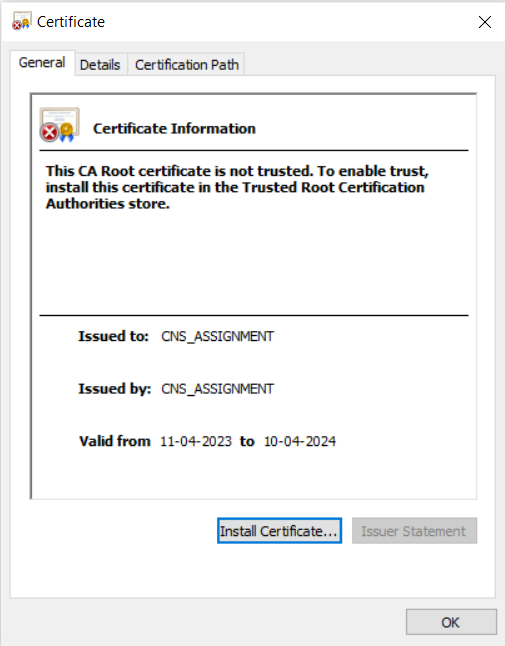 Certificate
General Details Certification Path
Certificate Information
This CA Root certificate is not trusted. To enable trust,
install this certificate in the Trusted Root Certification
Authorities store.
Issued to: CNS_ASSIGNMENT
Issued by: CNS_ASSIGNMENT
Valid from 11-04-2023 to 10-04-2024
Install Certificate... Issuer Statement
OK